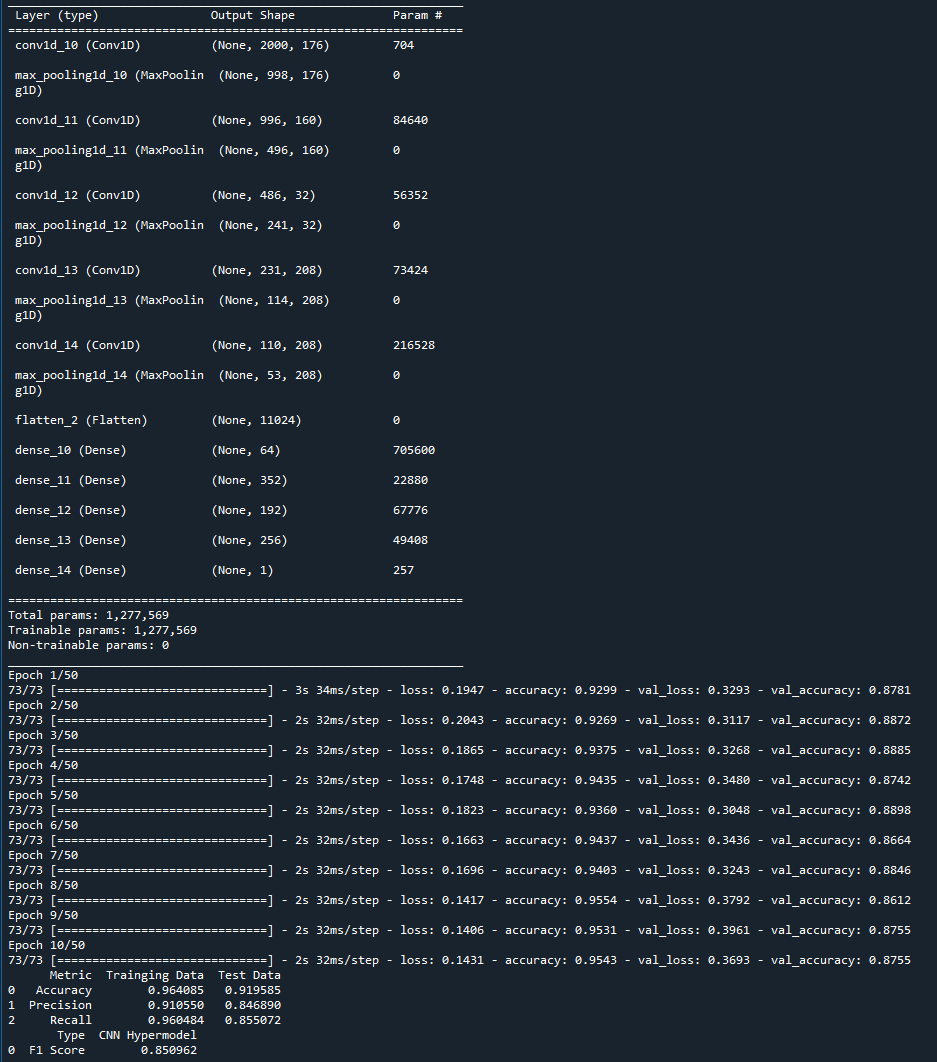 Layer (type) Output Shape Param #
=================================================================
conv1d_10 (Conv1D) (None, 2000, 176) 704
max_pooling1d_10 (MaxPoolin (None, 998, 176) 0
g1D)
conv1d_11 (Conv1D) (None, 996, 160) 84640
max_pooling1d_11 (MaxPoolin (None, 496, 160) 0
g1D)
conv1d_12 (Conv1D) (None, 486, 32) 56352
max_pooling1d_12 (MaxPoolin (None, 241, 32) 0
g1D)
conv1d_13 (Conv1D) (None, 231, 208) 73424
max_pooling1d_13 (MaxPoolin (None, 114, 208) 0
g1D)
conv1d_14 (Conv1D) (None, 110, 208) 216528
max_pooling1d_14 (MaxPoolin (None, 53, 208) 0
g1D)
flatten_2 (Flatten) (None, 11024) 0
dense_10 (Dense) (None, 64) 705600
dense_11 (Dense) (None, 352) 22880
dense_12 (Dense) (None, 192) 67776
dense_13 (Dense) (None, 256) 49408
dense_14 (Dense) (None, 1) 257
=================================================================
Total params: 1,277,569
Trainable params: 1,277,569
Non-trainable params: 0
_________________________________________________________________
Epoch 1/50
73/73 [==============================] - 3s 34ms/step - loss: 0.1947 - accuracy: 0.9299 - val_loss: 0.3293 - val_accuracy: 0.8781
Epoch 2/50
73/73 [==============================] - 2s 32ms/step - loss: 0.2043 - accuracy: 0.9269 - val_loss: 0.3117 - val_accuracy: 0.8872
Epoch 3/50
73/73 [==============================] - 2s 32ms/step - loss: 0.1865 - accuracy: 0.9375 - val_loss: 0.3268 - val_accuracy: 0.8885
Epoch 4/50
73/73 [==============================] - 2s 32ms/step - loss: 0.1748 - accuracy: 0.9435 - val_loss: 0.3480 - val_accuracy: 0.8742
Epoch 5/50
73/73 [==============================] - 2s 32ms/step - loss: 0.1823 - accuracy: 0.9360 - val_loss: 0.3048 - val_accuracy: 0.8898
Epoch 6/50
73/73 [==============================] - 2s 32ms/step - loss: 0.1663 - accuracy: 0.9437 - val_loss: 0.3436 - val_accuracy: 0.8664
Epoch 7/50
73/73 [==============================] - 2s 32ms/step - loss: 0.1696 - accuracy: 0.9403 - val_loss: 0.3243 - val_accuracy: 0.8846
Epoch 8/50
73/73 [==============================] - 2s 32ms/step - loss: 0.1417 - accuracy: 0.9554 - val_loss: 0.3792 - val_accuracy: 0.8612
Epoch 9/50
73/73 [==============================] - 2s 32ms/step - loss: 0.1406 - accuracy: 0.9531 - val_loss: 0.3961 - val_accuracy: 0.8755
Epoch 10/50
73/73 [==============================] - 2s 32ms/step - loss: 0.1431 - accuracy: 0.9543 - val_loss: 0.3693 - val_accuracy: 0.8755
Metric Trainging Data Test Data
0 Accuracy 0.964085 0.919585
1 Precision 0.910550 0.846890
2 Recall 0.960484 0.855072
Type CNN Hypermodel
0 F1 Score 0.850962